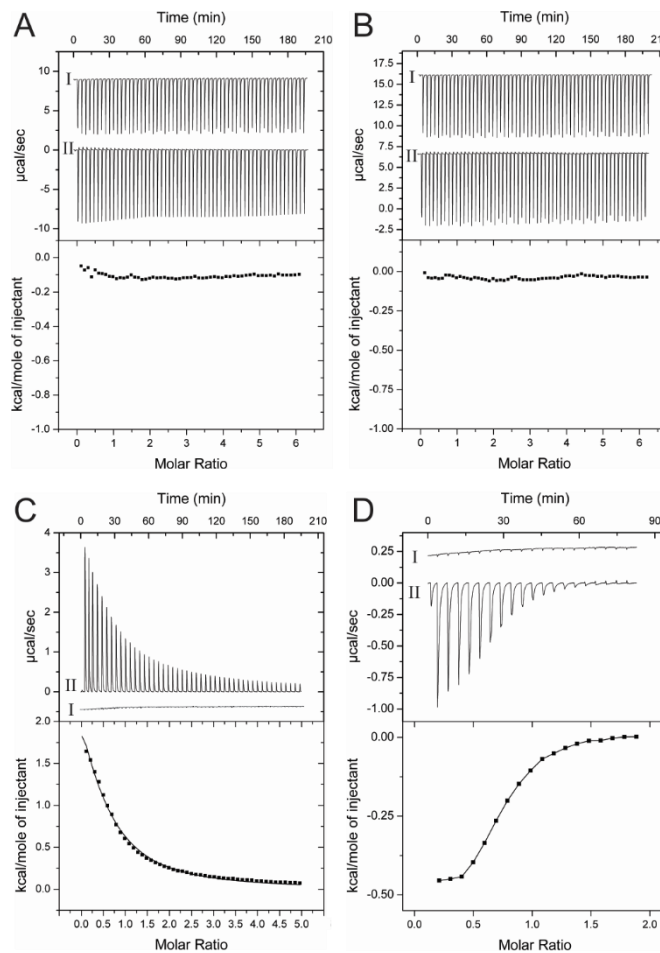 A
Time (min)
0 30 60 90 120 150 180 210
I
II
µcal/sec
10
5
0
-5
-10
kcal/mole of injectant
0.0
-0.2
-0.4
-0.6
-0.8
-1.0
0 1 2 3 4 5 6
Molar Ratio
B
Time (min)
0 30 60 90 120 150 180 210
I
II
µcal/sec
17.5
15.0
12.5
10.0
7.5
5.0
2.5
0.0
-2.5
kcal/mole of injectant
0.00
-0.25
-0.50
-0.75
-1.00
0 1 2 3 4 5 6
Molar Ratio
C
Time (min)
0 30 60 90 120 150 180 210
II
I
µcal/sec
4
3
2
1
0
kcal/mole of injectant
2.0
1.5
1.0
0.5
0.0
0.0 0.5 1.0 1.5 2.0 2.5 3.0 3.5 4.0 4.5 5.0
Molar Ratio
D
Time (min)
0 30 60 90
I
II
µcal/sec
0.25
0.00
-0.25
-0.50
-0.75
-1.00
kcal/mole of injectant
0.00
-0.25
-0.50
0.0 0.5 1.0 1.5 2.0
Molar Ratio